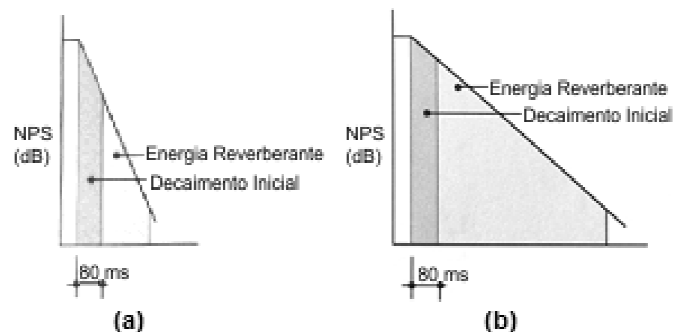 NPS
(dB)
Energia Reverberante
Decaimento Inicial
80 ms
(a)
NPS
(dB)
Energia Reverberante
Decaimento Inicial
80 ms
(b)